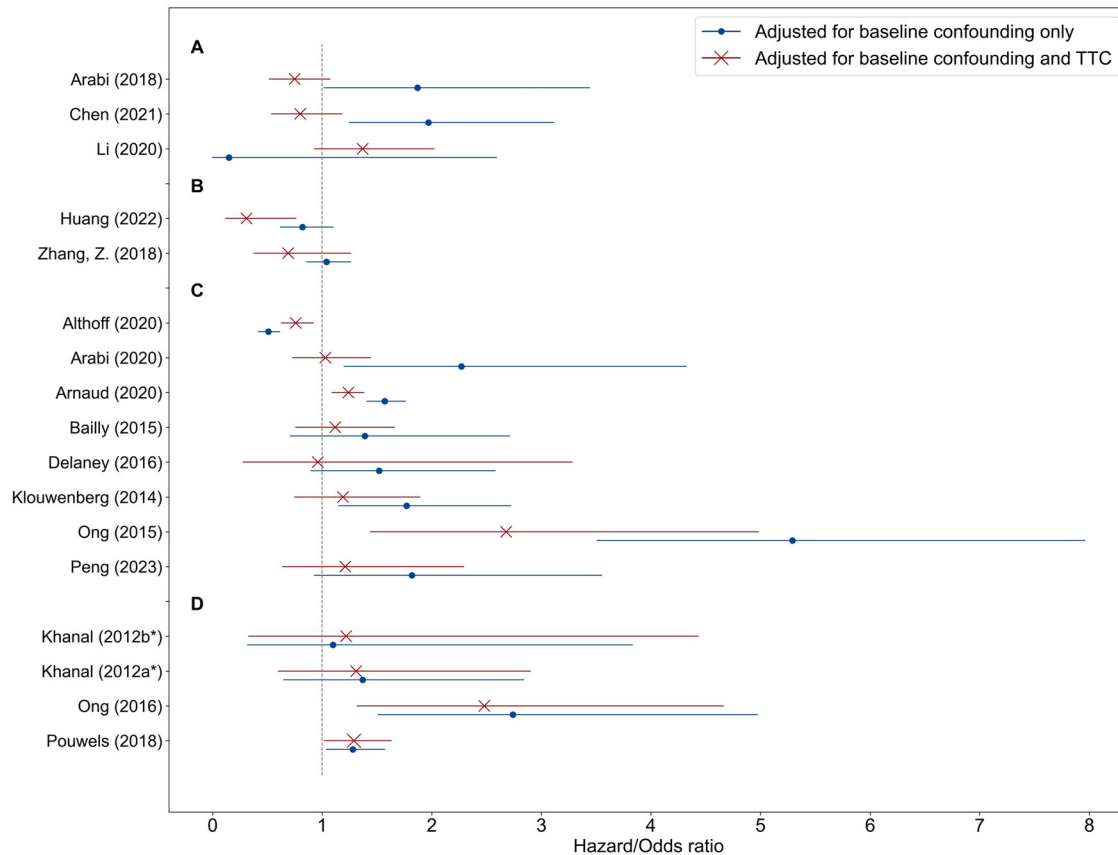 Adjusted for baseline confounding only
Adjusted for baseline confounding and TTC
A
Arabi (2018)
Chen (2021)
Li (2020)
B
Huang (2022)
Zhang, Z. (2018)
C
Althoff (2020)
Arabi (2020)
Arnaud (2020)
Bailly (2015)
Delaney (2016)
Klouwenberg (2014)
Ong (2015)
Peng (2023)
D
Khanal (2012b*)
Khanal (2012a*)
Ong (2016)
Pouwels (2018)
0 1 2 3 4 5 6 7 8
Hazard/Odds ratio